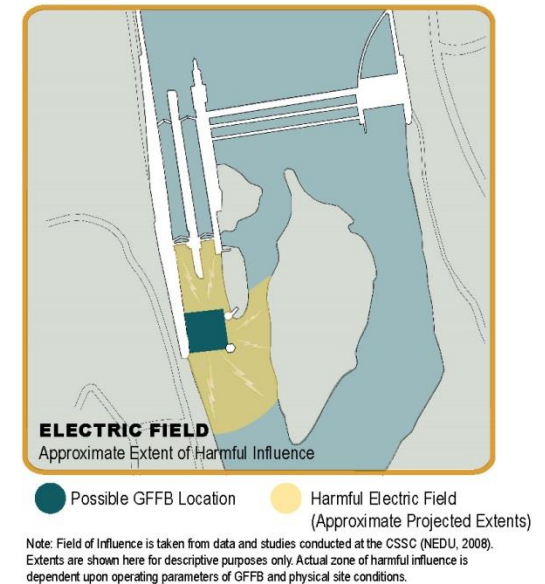 ELECTRIC FIELD
Approximate Extent of Harmful Influence
Possible GFFB Location
Harmful Electric Field
(Approximate Projected Extents)
Note: Field of Influence is taken from data and studies conducted at the CSSC (NEDU, 2008).
Extents are shown here for descriptive purposes only. Actual zone of harmful influence is
dependent upon operating parameters of GFFB and physical site conditions.